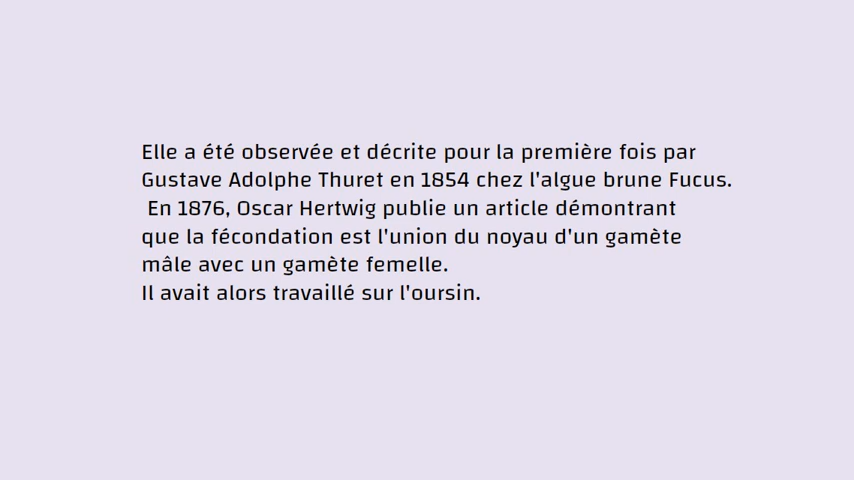 Elle a été observée et décrite pour la première fois par
Gustave Adolphe Thuret en 1854 chez l'algue brune Fucus.
En 1876, Oscar Hertwig publie un article démontrant
que la fécondation est l'union du noyau d'un gamète
mâle avec un gamète femelle.
Il avait alors travaillé sur l'oursin.